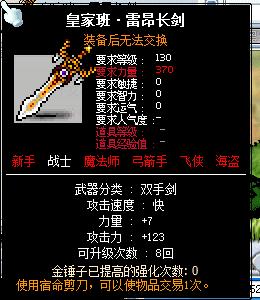 皇家班·雷昂长剑
装备后无法交换
要求等级： 130
要求力量： 370
要求敏捷： 0
要求智力： 0
要求运气： 0
要求人气度： -
道具等级： -
道具经验值： -
新手 战士 魔法师 弓箭手 飞侠 海盗
武器分类 : 双手剑
攻击速度 : 快
力量 : +7
攻击力 : +123
可升级次数 : 8回
金锤子已提高的强化次数: 0
使用宿命剪刀，可以使物品交易1次。